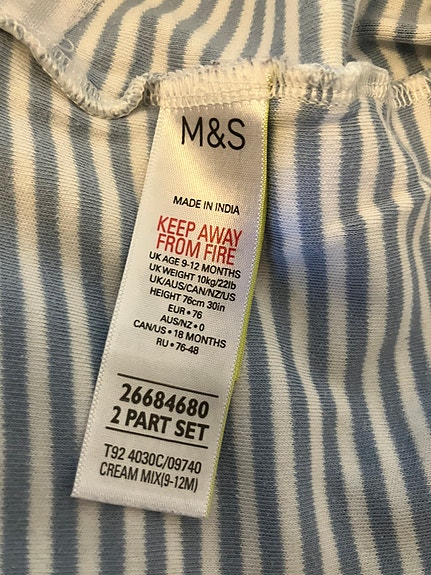 M&S
MADE IN INDIA
KEEP AWAY
FROM FIRE
UK AGE 9-12 MONTHS
UK WEIGHT 10kg/22lb
UK/AUS/CAN/NZ/US
HEIGHT 76cm 30in
EUR • 76
AUS/NZ • 0
CAN/US • 18 MONTHS
RU • 76-48
26684680
2 PART SET
T92 4030C/09740
CREAM MIX(9-12M)